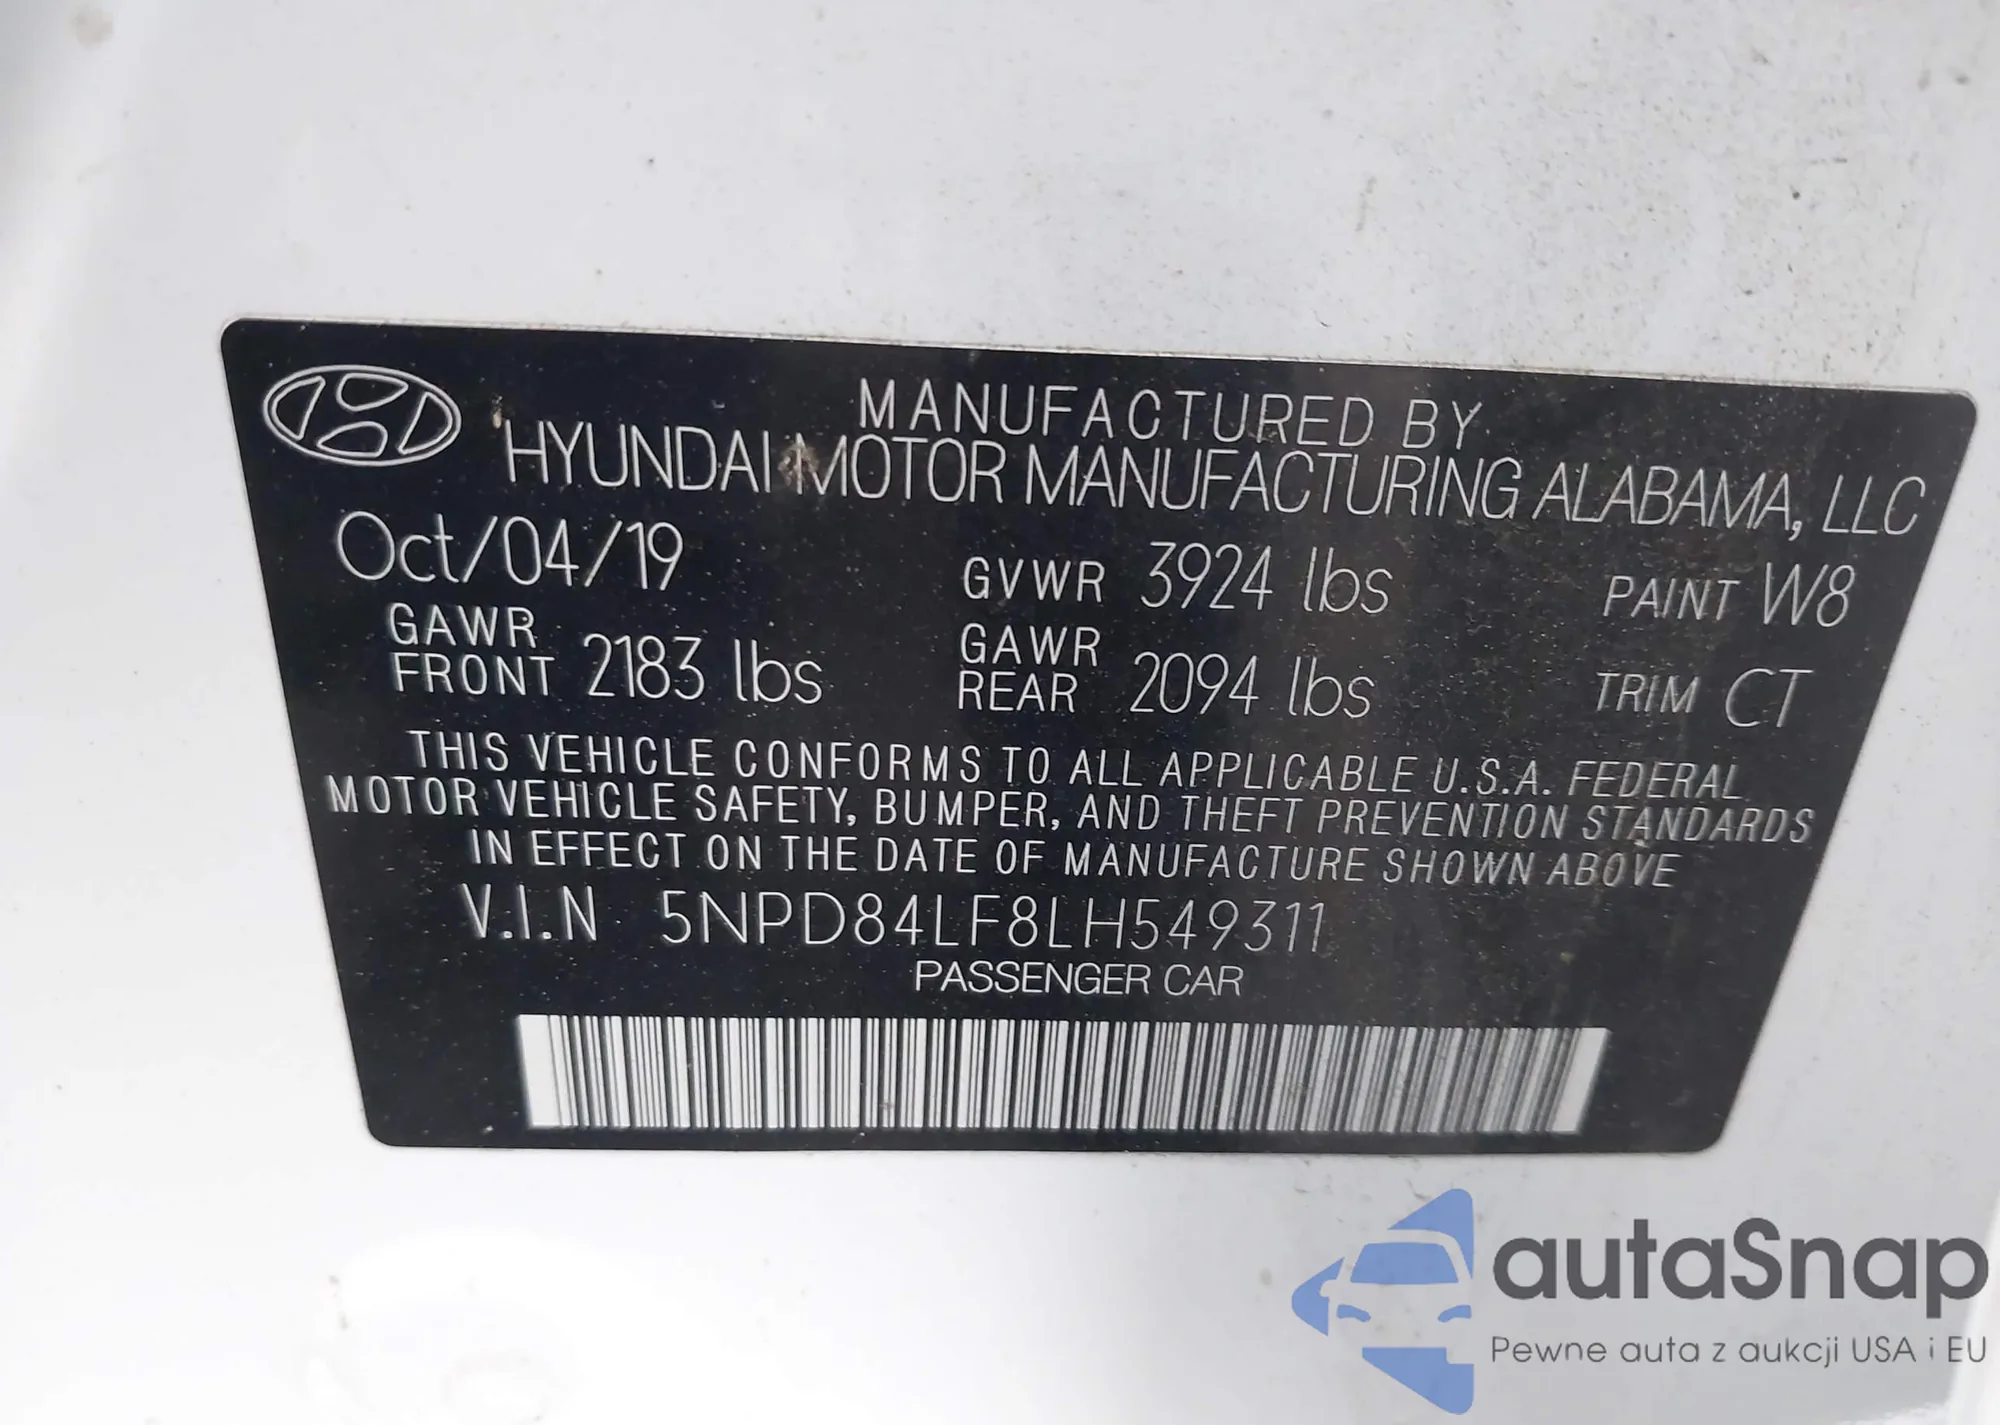 MANUFACTURED BY
HYUNDAI MOTOR MANUFACTURING ALABAMA, LLC
Oct/04/19 GVWR 3924 lbs PAINT W8
GAWR FRONT 2183 lbs GAWR REAR 2094 lbs TRIM CT
THIS VEHICLE CONFORMS TO ALL APPLICABLE U.S.A. FEDERAL
MOTOR VEHICLE SAFETY, BUMPER, AND THEFT PREVENTION STANDARDS
IN EFFECT ON THE DATE OF MANUFACTURE SHOWN ABOVE
V.I.N 5NPD84LF8LH549311
PASSENGER CAR
autaSnap
Pewne auta z aukcji USA i EU